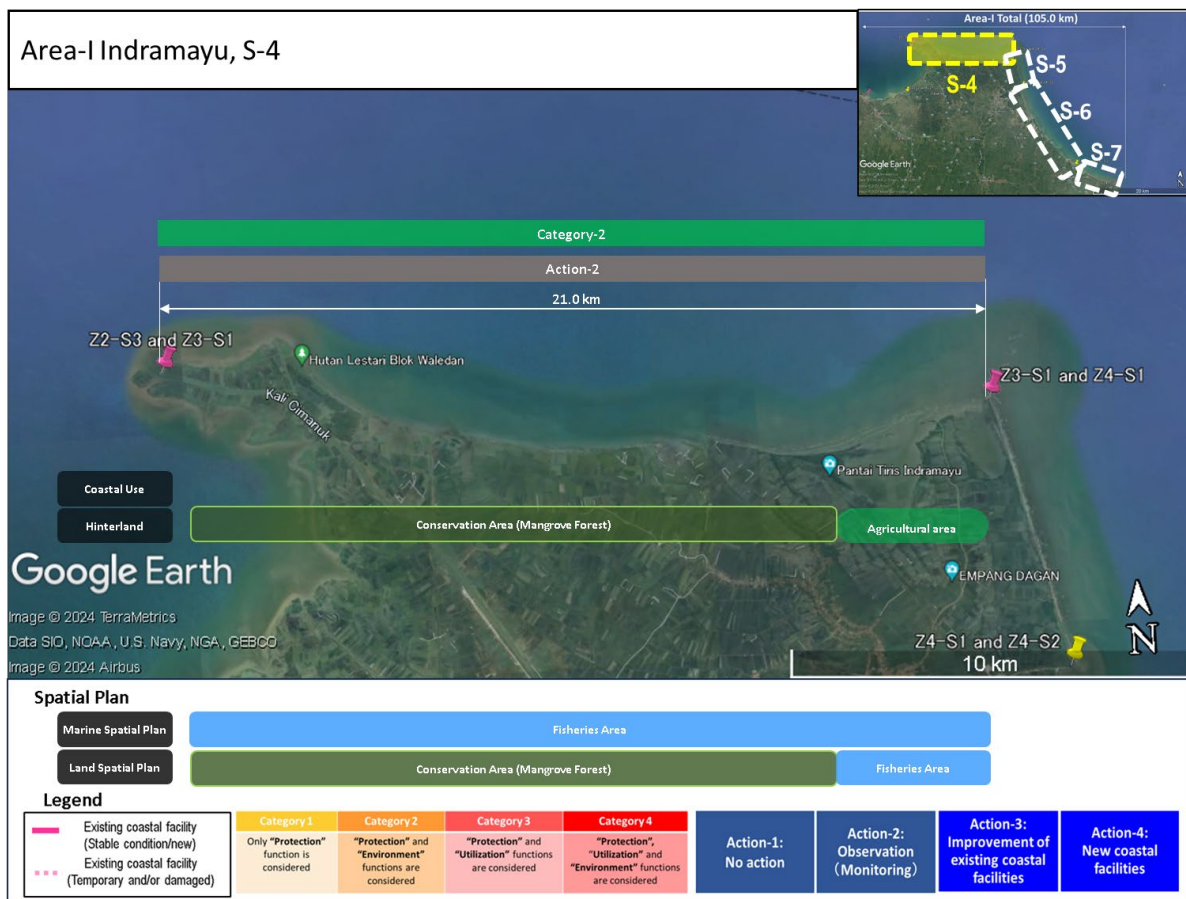 Area-I Indramayu, S-4
Area-I Total (105.0 km)
S-4
S-5
S-6
S-7
Google Earth
N
Category-2
Action-2
21.0 km
Z2-S3 and Z3-S1
Hutan Lestari Blok Waledan
Kali Cimanuk
Z3-S1 and Z4-S1
Pantai Tiris Indramayu
Coastal Use
Hinterland
Conservation Area (Mangrove Forest)
Agricultural area
Google Earth
EMPANG DAGAN
Image © 2024 TerraMetrics
Data SIO, NOAA, U.S. Navy, NGA, GEBCO
Image © 2024 Airbus
Z4-S1 and Z4-S2
10 km
N
Spatial Plan
Marine Spatial Plan
Fisheries Area
Land Spatial Plan
Conservation Area (Mangrove Forest)
Fisheries Area
Legend
Existing coastal facility
(Stable condition/new)
Existing coastal facility
(Temporary and/or damaged)
Category 1
Only "Protection"
function is
considered
Category 2
"Protection" and
"Environment"
functions are
considered
Category 3
"Protection" and
"Utilization" functions
are considered
Category 4
"Protection",
"Utilization" and
"Environment" functions
are considered
Action-1:
No action
Action-2:
Observation
(Monitoring)
Action-3:
Improvement of
existing coastal
facilities
Action-4:
New coastal
facilities